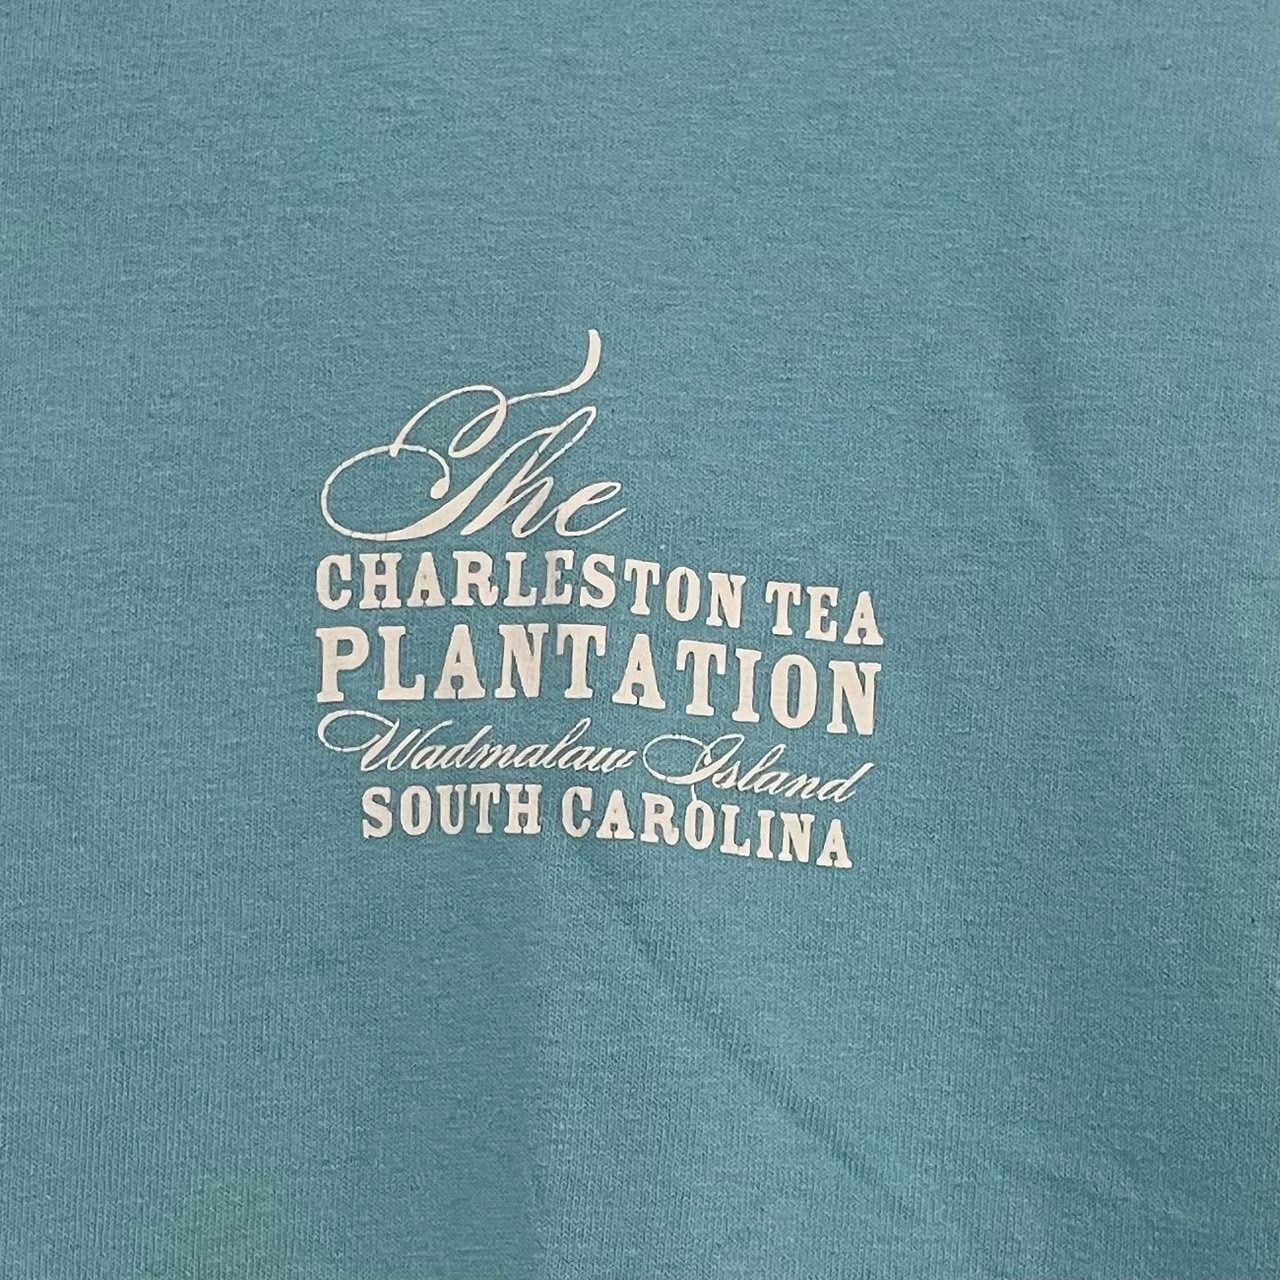 The
CHARLESTON TEA
PLANTATION
Wadmalaw Island
SOUTH CAROLINA